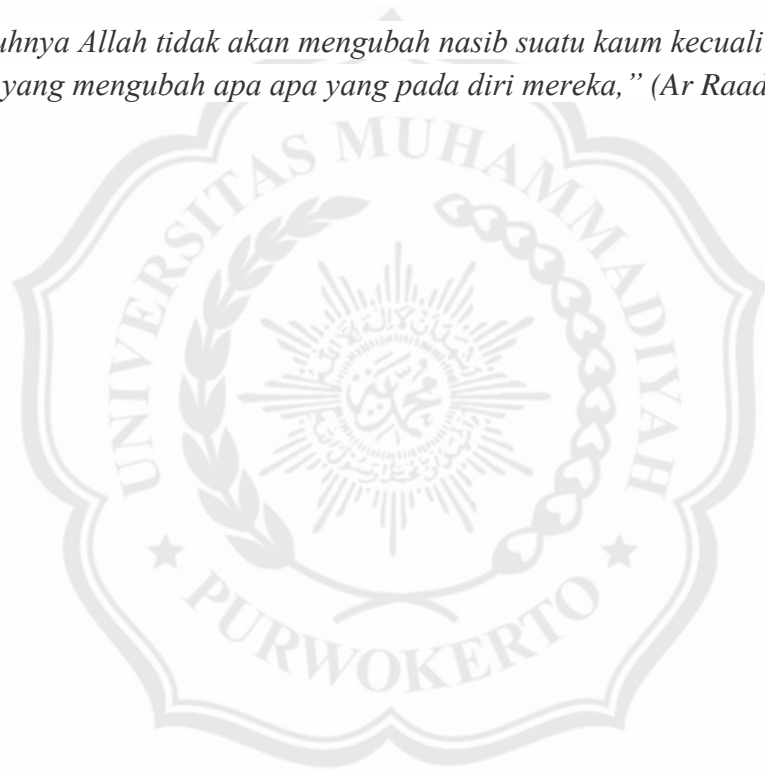 uhnya Allah tidak akan mengubah nasib suatu kaum kecuali
yang mengubah apa apa yang pada diri mereka,” (Ar Raad
UNIVERSITAS MUHAMMADIYAH
PURWOKERTO